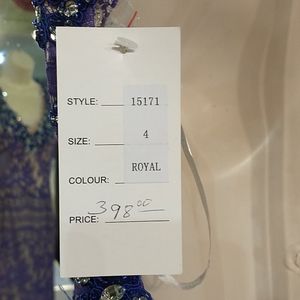 STYLE: 15171
SIZE: 4
COLOUR: ROYAL
PRICE: 398.00